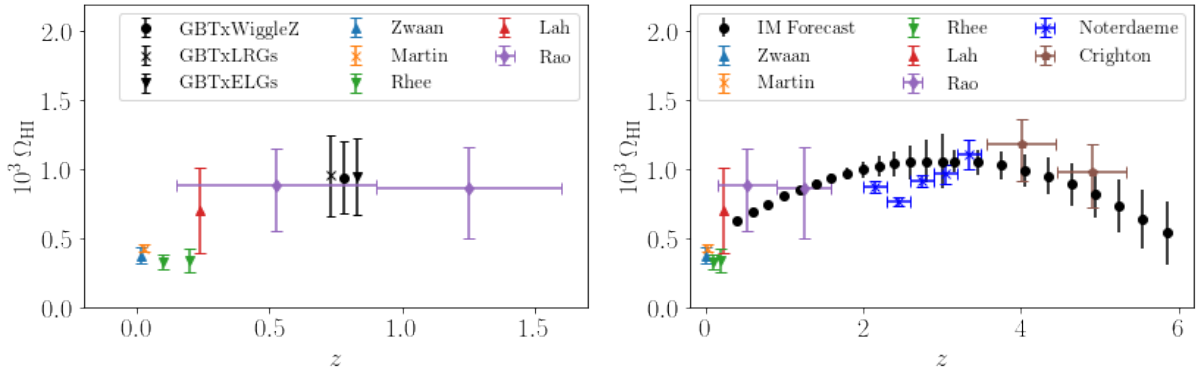 2.0
1.5
1.0
0.5
0.0
10³ Ω_HI
GBTxWiggleZ Zwaan Lah
GBTxLRGs Martin Rao
GBTxELGs Rhee
0.0 0.5 1.0 1.5
z
2.0
1.5
1.0
0.5
0.0
10³ Ω_HI
IM Forecast Rhee Noterdaeme
Zwaan Lah Crighton
Martin Rao
0 2 4 6
z